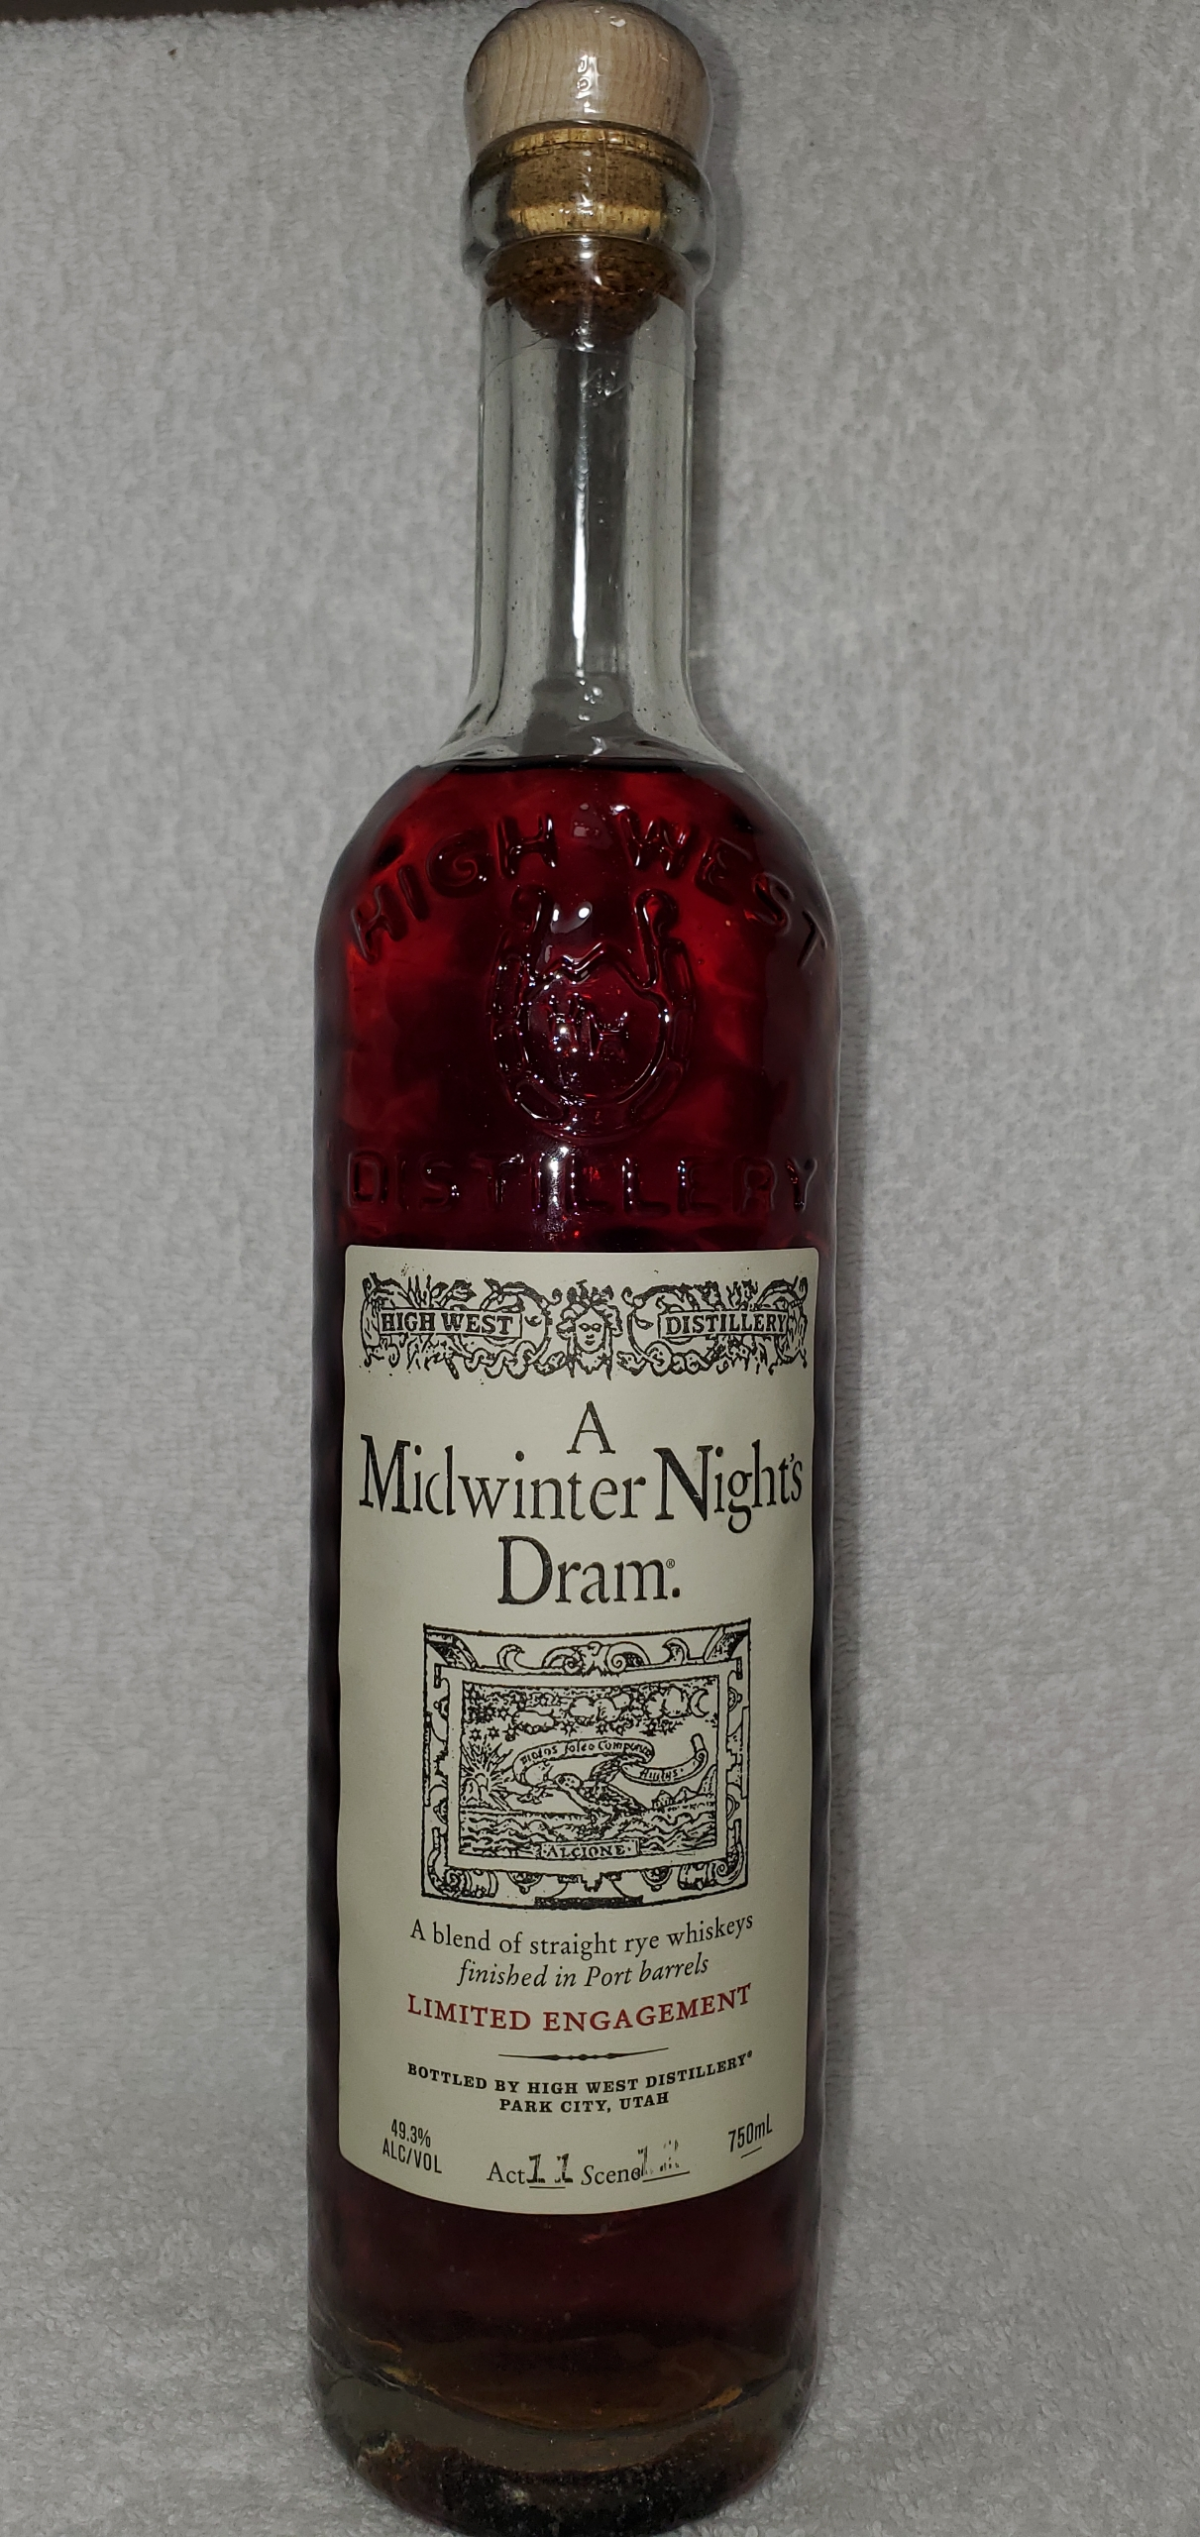 HIGH WEST
DISTILLERY
HIGH WEST DISTILLERY
A
Midwinter Night's
Dram.®
ALCIONE
A blend of straight rye whiskeys
finished in Port barrels
LIMITED ENGAGEMENT
BOTTLED BY HIGH WEST DISTILLERY®
PARK CITY, UTAH
49.3%
ALC/VOL
Act 11 Scene
750mL